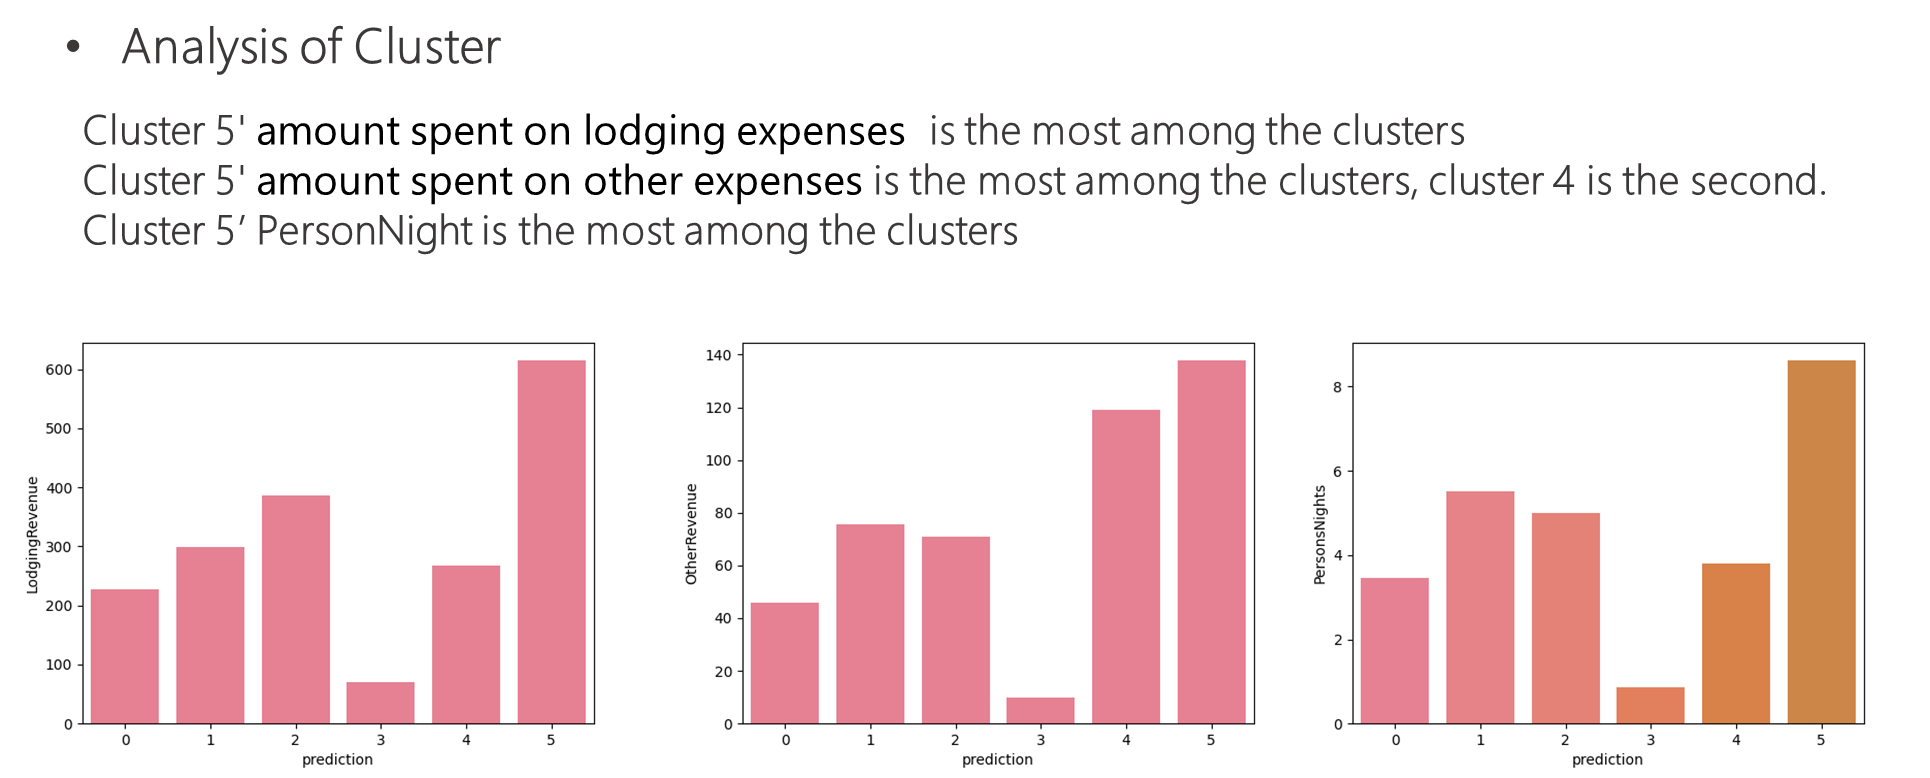 • Analysis of Cluster
Cluster 5' amount spent on lodging expenses is the most among the clusters
Cluster 5' amount spent on other expenses is the most among the clusters, cluster 4 is the second.
Cluster 5’ PersonNight is the most among the clusters
600
500
400
300
200
100
0
LodgingRevenue
0 1 2 3 4 5
prediction
140
120
100
80
60
40
20
0
OtherRevenue
0 1 2 3 4 5
prediction
8
6
4
2
0
PersonsNights
0 1 2 3 4 5
prediction